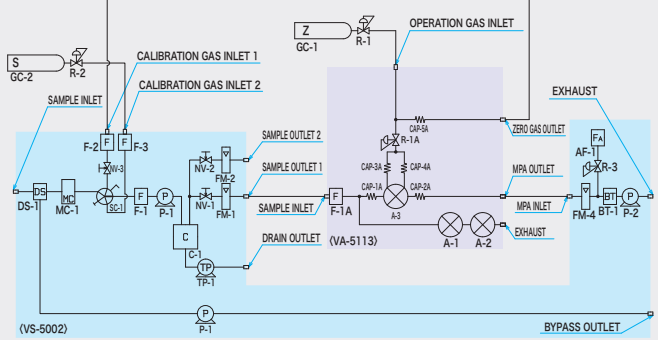 OPERATION GAS INLET
Z
GC-1
R-1
S
GC-2
R-2
CALIBRATION GAS INLET 1
CALIBRATION GAS INLET 2
SAMPLE INLET
EXHAUST
F
F-2
F
F-3
NV-3
SAMPLE OUTLET 2
NV-2
FM-2
SAMPLE OUTLET 1
CAP-5A
ZERO GAS OUTLET
R-1A
CAP-3A
CAP-4A
FA
AF-1
R-3
MPA OUTLET
DS
DS-1
MC
MC-1
SC-1
F
F-1
P
P-1
NV-1
FM-1
SAMPLE INLET
F
F-1A
CAP-1A
CAP-2A
A-3
MPA INLET
FM-4
BT
BT-1
P
P-2
C
C-1
DRAIN OUTLET
TP
TP-1
(VA-5113)
A-1
A-2
EXHAUST
P
P-1
(VS-5002)
BYPASS OUTLET